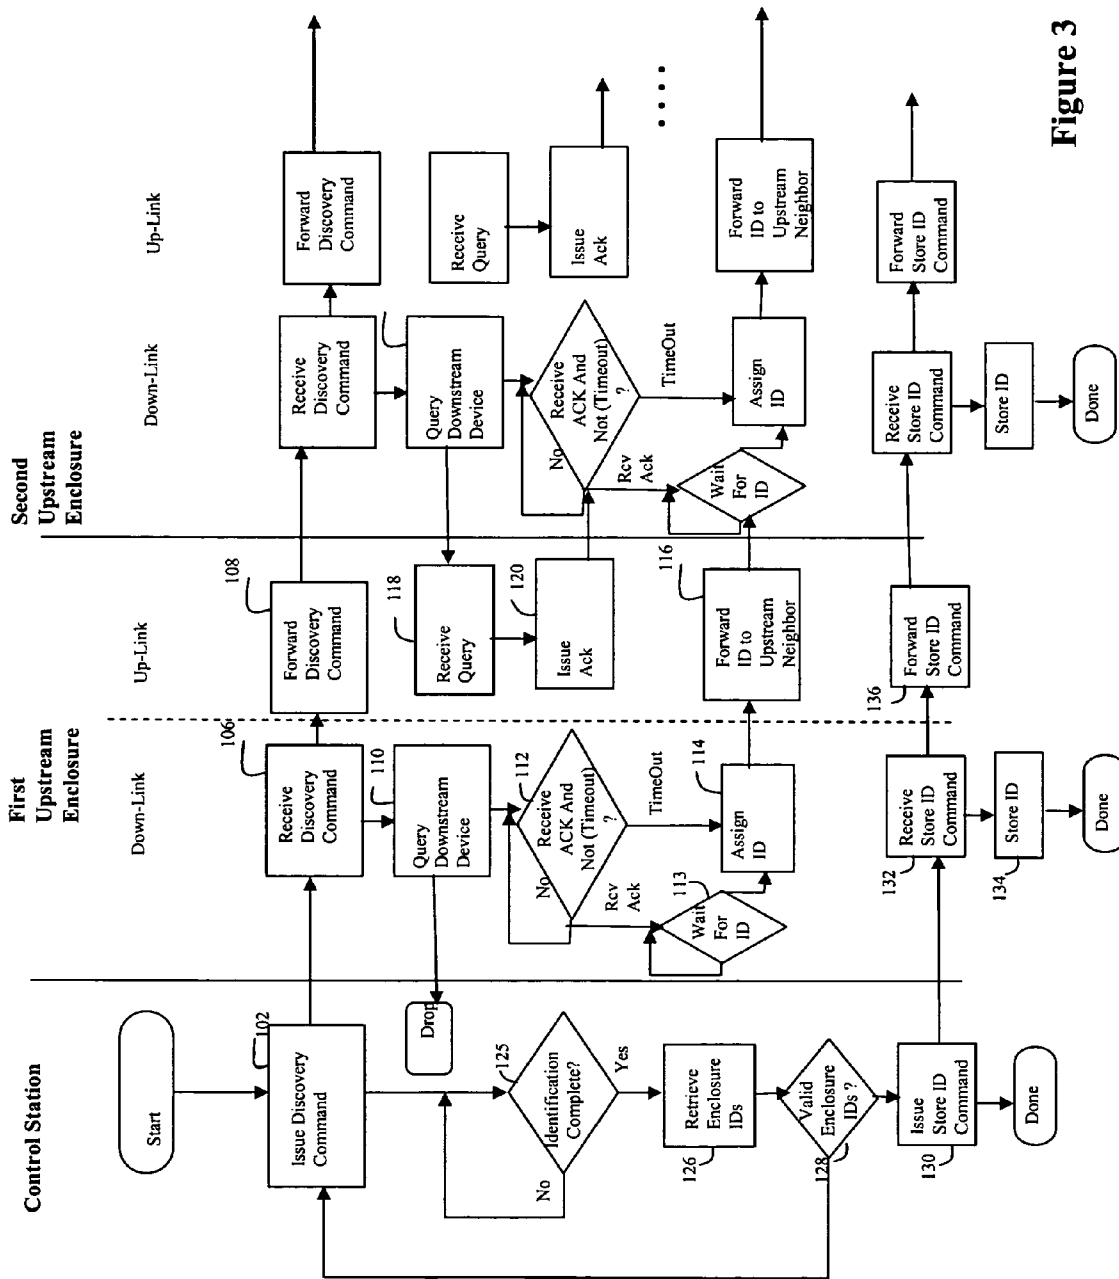 Control Station
Start
102
Issue Discovery
Command
Drop
125
Identification
Complete?
No
Yes
Retrieve
Enclosure
IDs
126
Valid
Enclosure
IDs ?
128
Issue
Store ID
Command
130
Done
First
Upstream
Enclosure
Down-Link
106
Receive
Discovery
Command
110
Query
Downstream
Device
112
Receive
ACK And
Not (Timeout)
?
No
Rcv
Ack
TimeOut
113
Wait
For
ID
114
Assign
ID
132
Receive
Store ID
Command
134
Store ID
Done
Up-Link
108
Forward
Discovery
Command
118
Receive
Query
120
Issue
Ack
116
Forward
ID to
Upstream
Neighbor
136
Forward
Store ID
Command
Second
Upstream
Enclosure
Down-Link
Receive
Discovery
Command
Query
Downstream
Device
Receive
ACK And
Not (Timeout)
?
No
Rcv
Ack
TimeOut
Wait
For
ID
Assign
ID
Receive
Store ID
Command
Store ID
Done
Up-Link
Forward
Discovery
Command
Receive
Query
Issue
Ack
....
Forward
ID to
Upstream
Neighbor
Forward
Store ID
Command
Figure 3